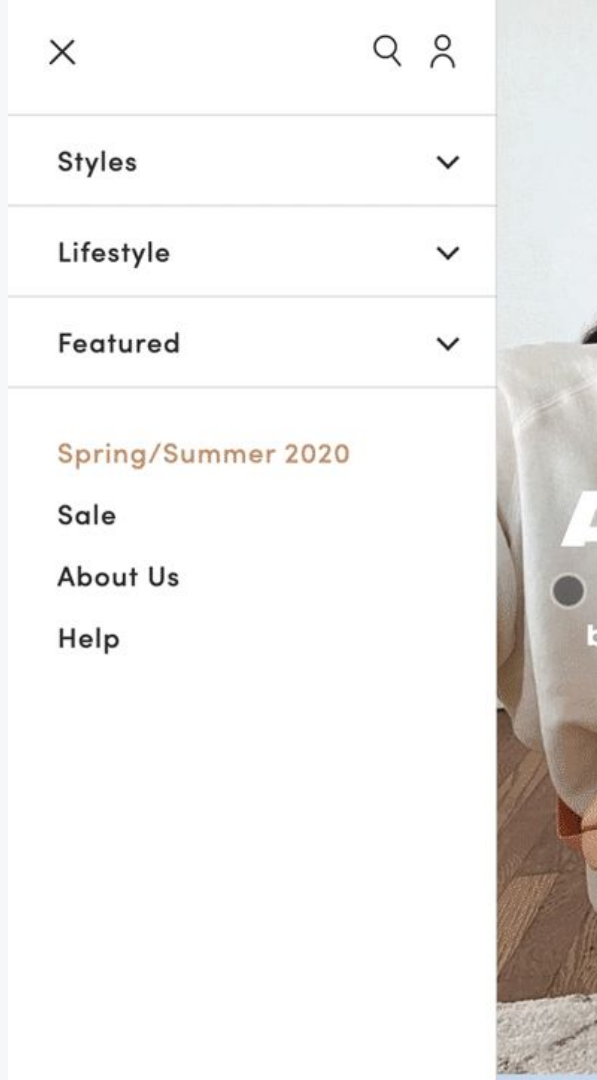 Styles
Lifestyle
Featured
Spring/Summer 2020
Sale
About Us
Help